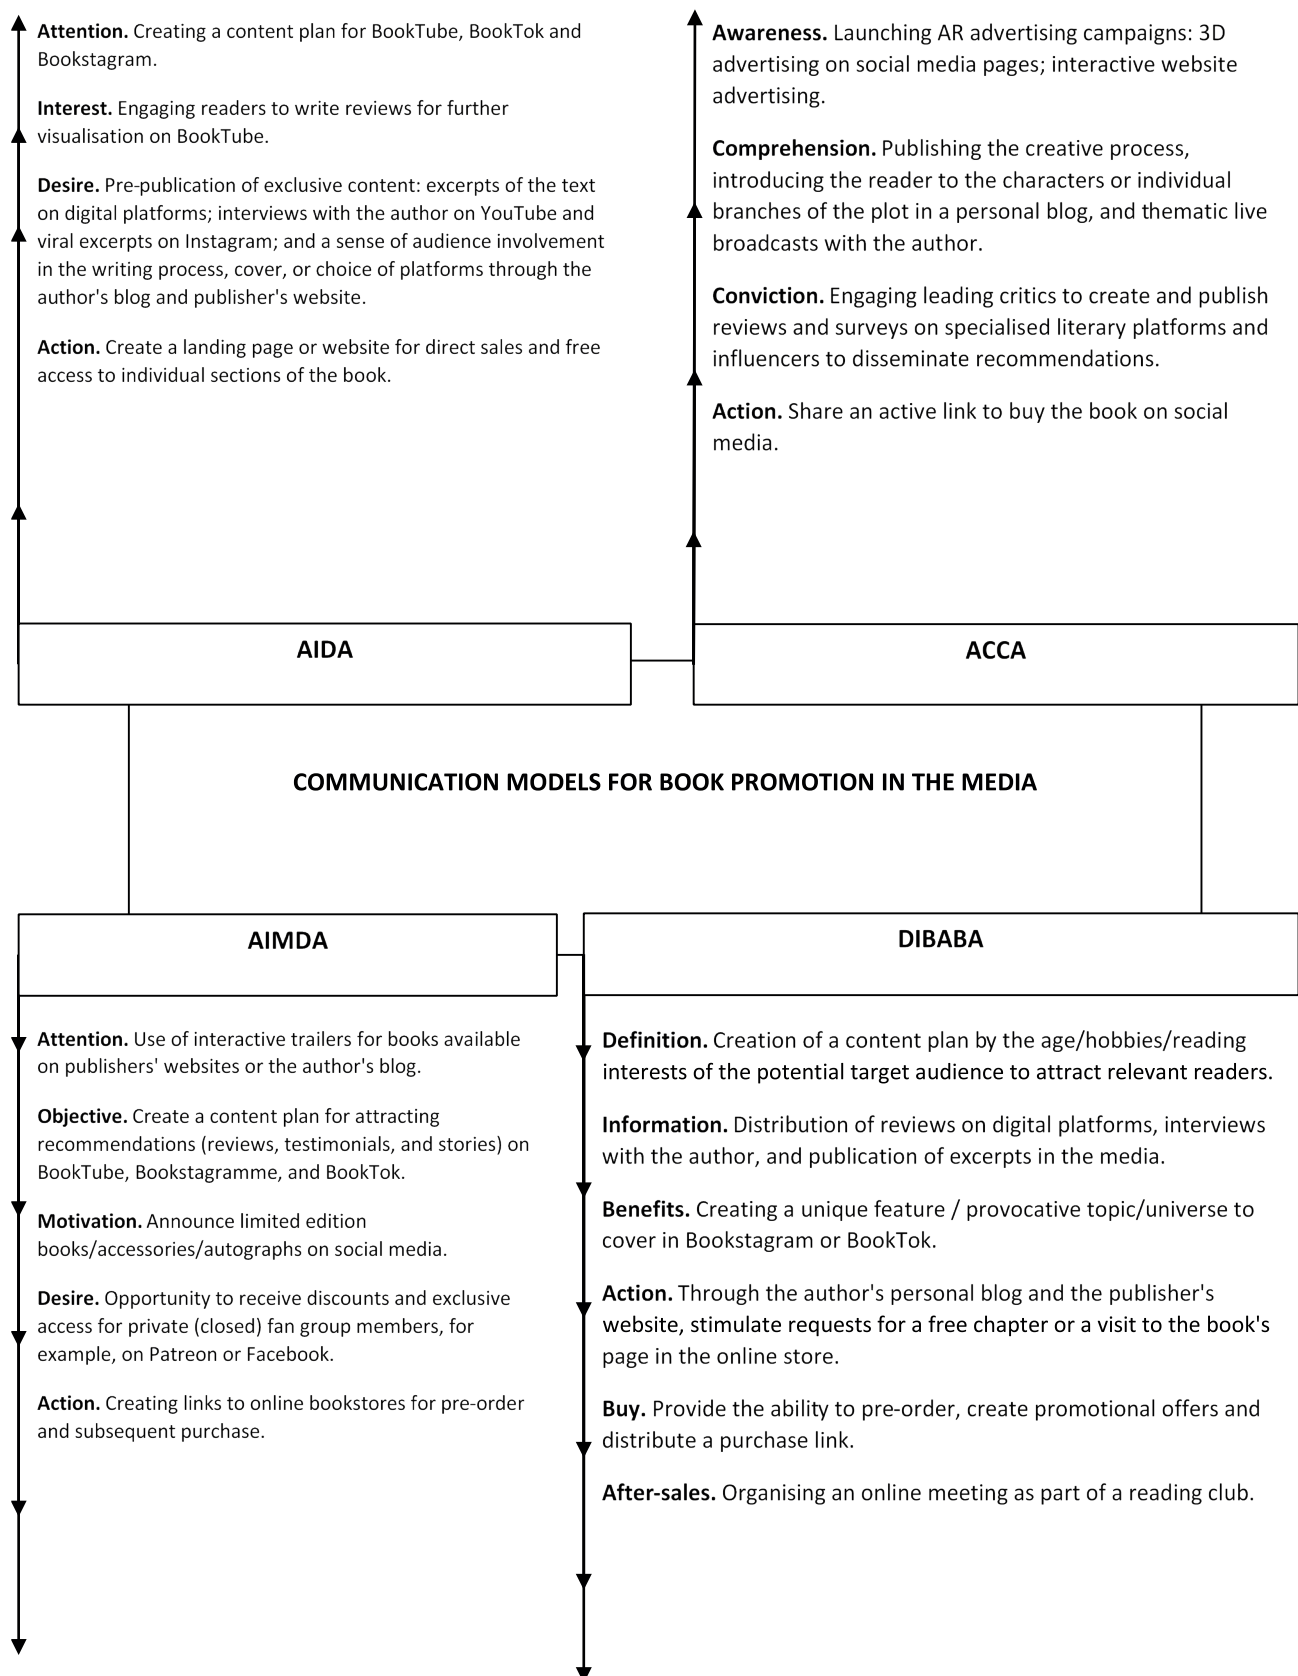 Attention. Creating a content plan for BookTube, BookTok and
Bookstagram.
Interest. Engaging readers to write reviews for further
visualisation on BookTube.
Desire. Pre-publication of exclusive content: excerpts of the text
on digital platforms; interviews with the author on YouTube and
viral excerpts on Instagram; and a sense of audience involvement
in the writing process, cover, or choice of platforms through the
author's blog and publisher's website.
Action. Create a landing page or website for direct sales and free
access to individual sections of the book.
Awareness. Launching AR advertising campaigns: 3D
advertising on social media pages; interactive website
advertising.
Comprehension. Publishing the creative process,
introducing the reader to the characters or individual
branches of the plot in a personal blog, and thematic live
broadcasts with the author.
Conviction. Engaging leading critics to create and publish
reviews and surveys on specialised literary platforms and
influencers to disseminate recommendations.
Action. Share an active link to buy the book on social
media.
AIDA
ACCA
COMMUNICATION MODELS FOR BOOK PROMOTION IN THE MEDIA
AIMDA
DIBABA
Attention. Use of interactive trailers for books available
on publishers' websites or the author's blog.
Objective. Create a content plan for attracting
recommendations (reviews, testimonials, and stories) on
BookTube, Bookstagramme, and BookTok.
Motivation. Announce limited edition
books/accessories/autographs on social media.
Desire. Opportunity to receive discounts and exclusive
access for private (closed) fan group members, for
example, on Patreon or Facebook.
Action. Creating links to online bookstores for pre-order
and subsequent purchase.
Definition. Creation of a content plan by the age/hobbies/reading
interests of the potential target audience to attract relevant readers.
Information. Distribution of reviews on digital platforms, interviews
with the author, and publication of excerpts in the media.
Benefits. Creating a unique feature / provocative topic/universe to
cover in Bookstagram or BookTok.
Action. Through the author's personal blog and the publisher's
website, stimulate requests for a free chapter or a visit to the book's
page in the online store.
Buy. Provide the ability to pre-order, create promotional offers and
distribute a purchase link.
After-sales. Organising an online meeting as part of a reading club.